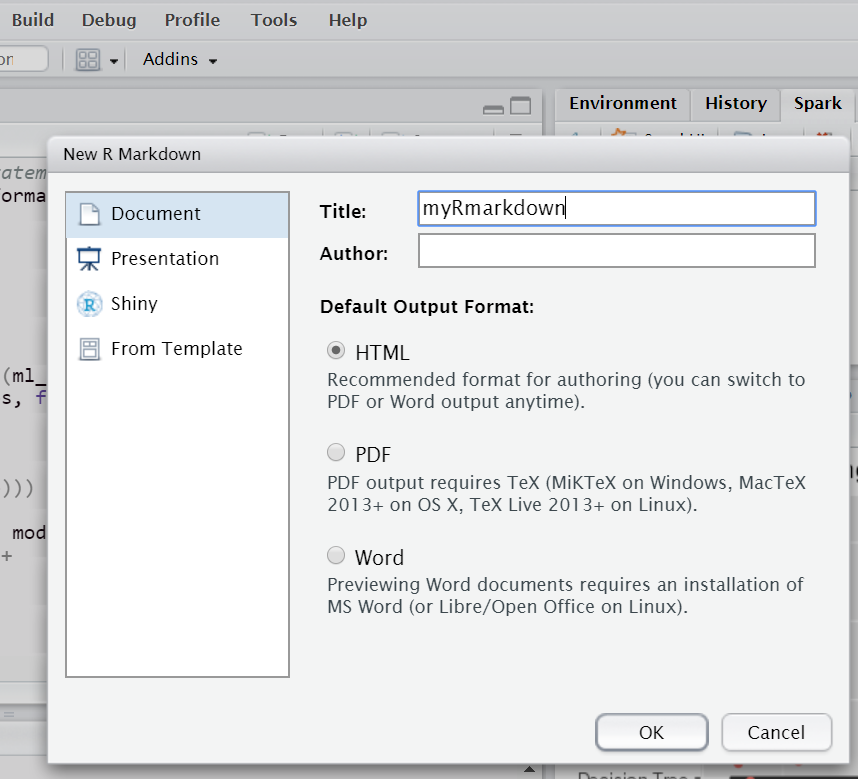 Build Debug Profile Tools Help
Addins
Environment History Spark
New R Markdown
Document
Presentation
Shiny
R
From Template
Title: myRmarkdown
Author:
Default Output Format:
HTML
Recommended format for authoring (you can switch to
PDF or Word output anytime).
PDF
PDF output requires TeX (MiKTeX on Windows, MacTeX
2013+ on OS X, TeX Live 2013+ on Linux).
Word
Previewing Word documents requires an installation of
MS Word (or Libre/Open Office on Linux).
OK Cancel
(ml_
s, f
)))
mod
+